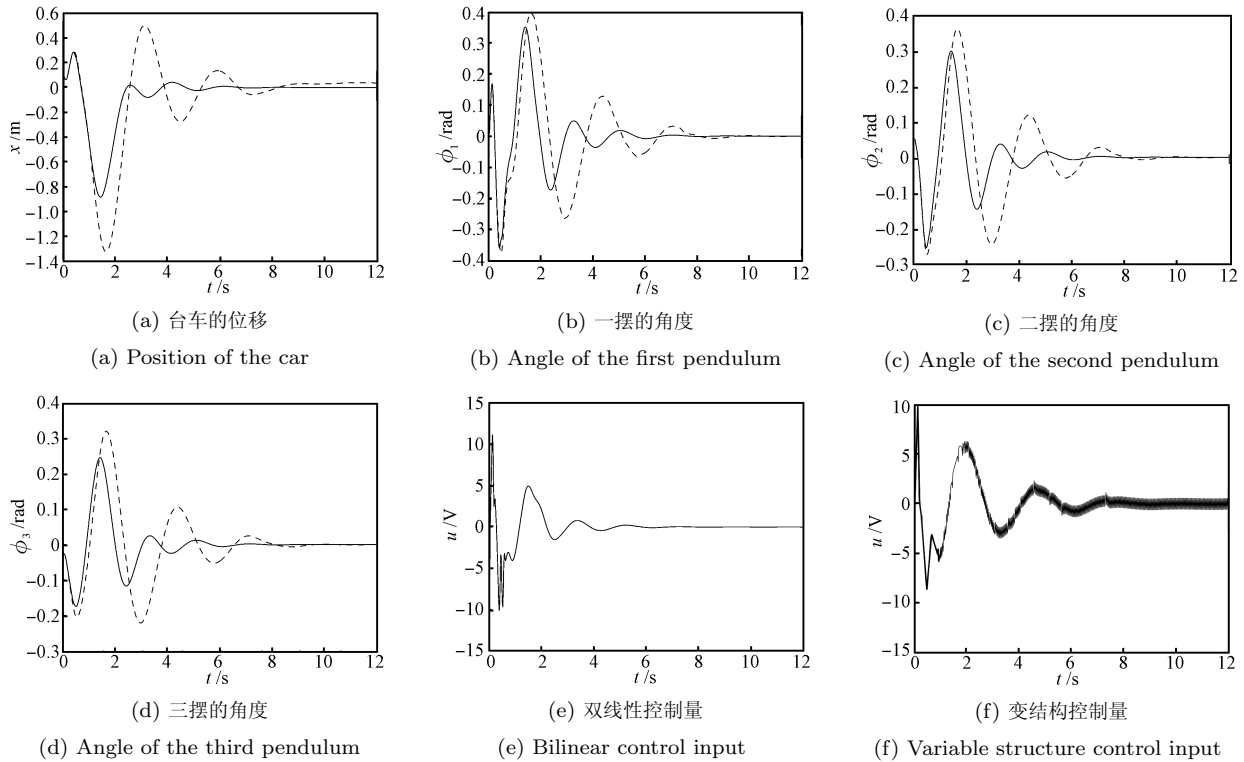 0.6
0.4
0.2
0
−0.2
−0.4
−0.6
−0.8
−1.0
−1.2
−1.4
x/m
0 2 4 6 8 10 12
t/s
(a) 台车的位移
(a) Position of the car
0.4
0.3
0.2
0.1
0
−0.1
−0.2
−0.3
−0.4
ϕ1/rad
0 2 4 6 8 10 12
t/s
(b) 一摆的角度
(b) Angle of the first pendulum
0.4
0.3
0.2
0.1
0
−0.1
−0.2
−0.3
ϕ2/rad
0 2 4 6 8 10 12
t/s
(c) 二摆的角度
(c) Angle of the second pendulum
0.4
0.3
0.2
0.1
0
−0.1
−0.2
−0.3
ϕ3/rad
0 2 4 6 8 10 12
t/s
(d) 三摆的角度
(d) Angle of the third pendulum
15
10
5
0
−5
−10
−15
u/V
0 2 4 6 8 10 12
t/s
(e) 双线性控制量
(e) Bilinear control input
10
5
0
−5
−10
−15
u/V
0 2 4 6 8 10 12
t/s
(f) 变结构控制量
(f) Variable structure control input